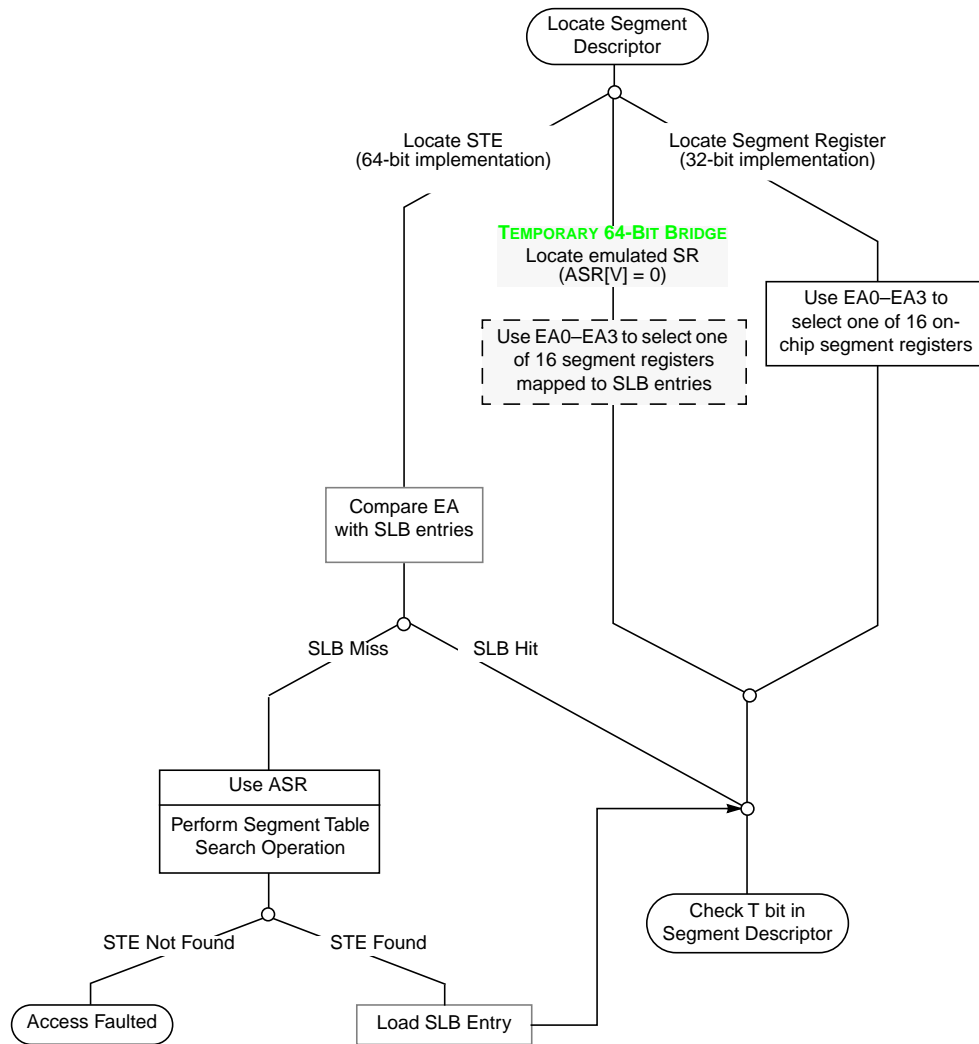 Locate Segment
Descriptor
Locate STE
(64-bit implementation)
Locate Segment Register
(32-bit implementation)
TEMPORARY 64-BIT BRIDGE
Locate emulated SR
(ASR[V] = 0)
Use EA0–EA3 to
select one of 16 on-
chip segment registers
Use EA0–EA3 to select one
of 16 segment registers
mapped to SLB entries
Compare EA
with SLB entries
SLB Miss
SLB Hit
Use ASR
Perform Segment Table
Search Operation
Check T bit in
Segment Descriptor
STE Not Found
STE Found
Access Faulted
Load SLB Entry